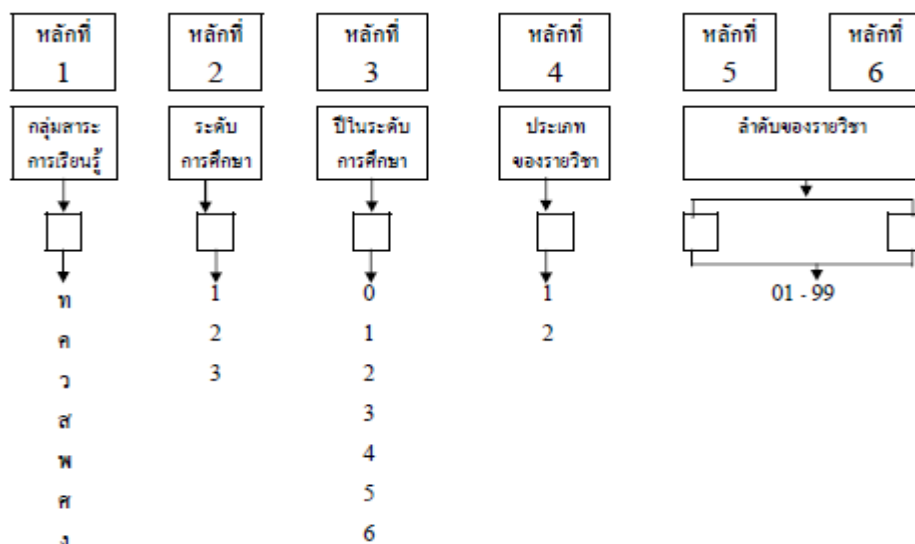 หลักที่ หลักที่ หลักที่ หลักที่ หลักที่ หลักที่
1 2 3 4 5 6
กลุ่มสาระ ระดับ ปีในระดับ ประเภท ลำดับของรายวิชา
การเรียนรู้ การศึกษา การศึกษา ของรายวิชา
ท 1 0 1 01 - 99
ค 2 1 2
ว 3 2
ส 3
พ 4
ศ 5
ง 6